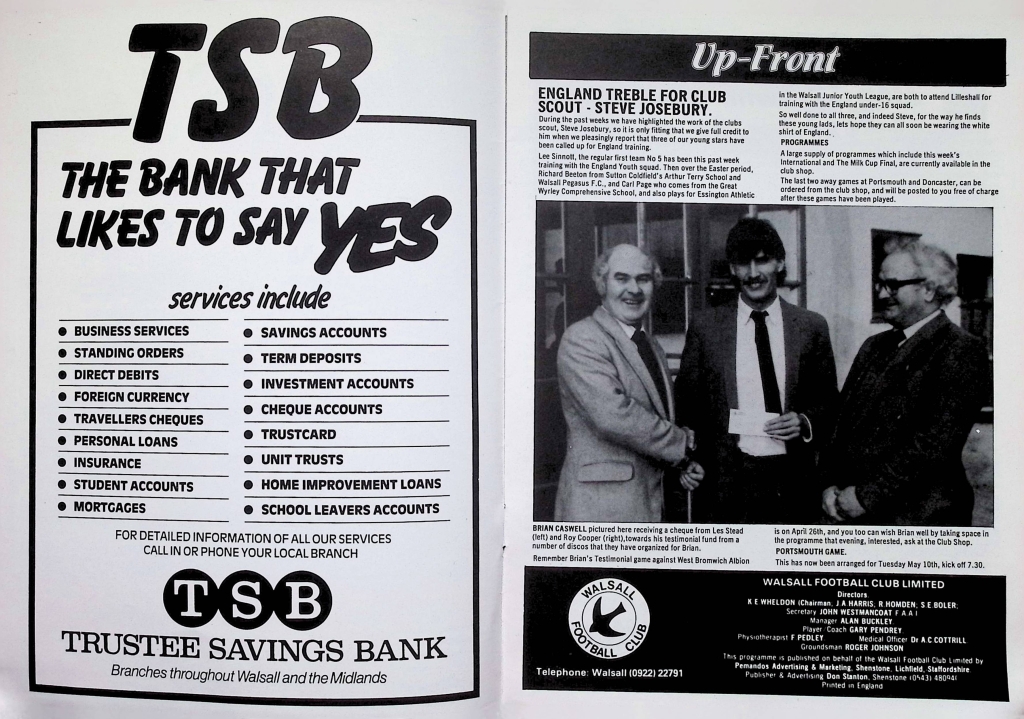 TSB
THE BANK THAT
LIKES TO SAY YES
services include
BUSINESS SERVICES
STANDING ORDERS
DIRECT DEBITS
FOREIGN CURRENCY
TRAVELLERS CHEQUES
PERSONAL LOANS
INSURANCE
STUDENT ACCOUNTS
MORTGAGES
SAVINGS ACCOUNTS
TERM DEPOSITS
INVESTMENT ACCOUNTS
CHEQUE ACCOUNTS
TRUSTCARD
UNIT TRUSTS
HOME IMPROVEMENT LOANS
SCHOOL LEAVERS ACCOUNTS
FOR DETAILED INFORMATION OF ALL OUR SERVICES
CALL IN OR PHONE YOUR LOCAL BRANCH
TSB
TRUSTEE SAVINGS BANK
Branches throughout Walsall and the Midlands
Up-Front
ENGLAND TREBLE FOR CLUB
SCOUT - STEVE JOSEBURY.
During the past weeks we have highlighted the work of the clubs
scout, Steve Josebury, so it is only fitting that we give full credit to
him when we pleasingly report that three of our young stars have
been called up for England training.
Lee Sinnott, the regular first team No 5 has been this past week
training with the England Youth squad. Then over the Easter period,
Richard Beeton from Sutton Coldfield's Arthur Terry School and
Walsall Pegasus F.C., and Carl Page who comes from the Great
Wyrley Comprehensive School, and also plays for Essington Athletic
in the Walsall Junior Youth League, are both to attend Lilleshall for
training with the England under-16 squad.
So well done to all three, and indeed Steve, for the way he finds
these young lads, lets hope they can all soon be wearing the white
shirt of England.
PROGRAMMES
A large supply of programmes which include this week's
International and The Milk Cup Final, are currently available in the
club shop.
The last two away games at Portsmouth and Doncaster, can be
ordered from the club shop, and will be posted to you free of charge
after these games have been played.
BRIAN CASWELL pictured here receiving a cheque from Les Stead
(left) and Roy Cooper (right),towards his testimonial fund from a
number of discos that they have organized for Brian.
Remember Brian's Testimonial game against West Bromwich Albion
is on April 26th, and you too can wish Brian well by taking space in
the programme that evening, interested, ask at the Club Shop.
PORTSMOUTH GAME.
This has now been arranged for Tuesday May 10th, kick off 7.30.
WALSALL
FOOTBALL CLUB
Telephone: Walsall (0922) 22791
WALSALL FOOTBALL CLUB LIMITED
Directors
K E WHELDON (Chairman, J A HARRIS, R HOMDEN, S E BOLER,
Secretary JOHN WESTMANCOAT F A A I
Manager ALAN BUCKLEY
Player Coach GARY PENDREY
Physiotherapist F PEDLEY Medical Officer Dr A C COTTRILL
Groundsman ROGER JOHNSON
This programme is published on behalf of the Walsall Football Club Limited by
Pemandos Advertising & Marketing, Shenstone, Lichfield, Staffordshire
Publisher & Advertising Don Stanton, Shenstone (0543)
Printed in England